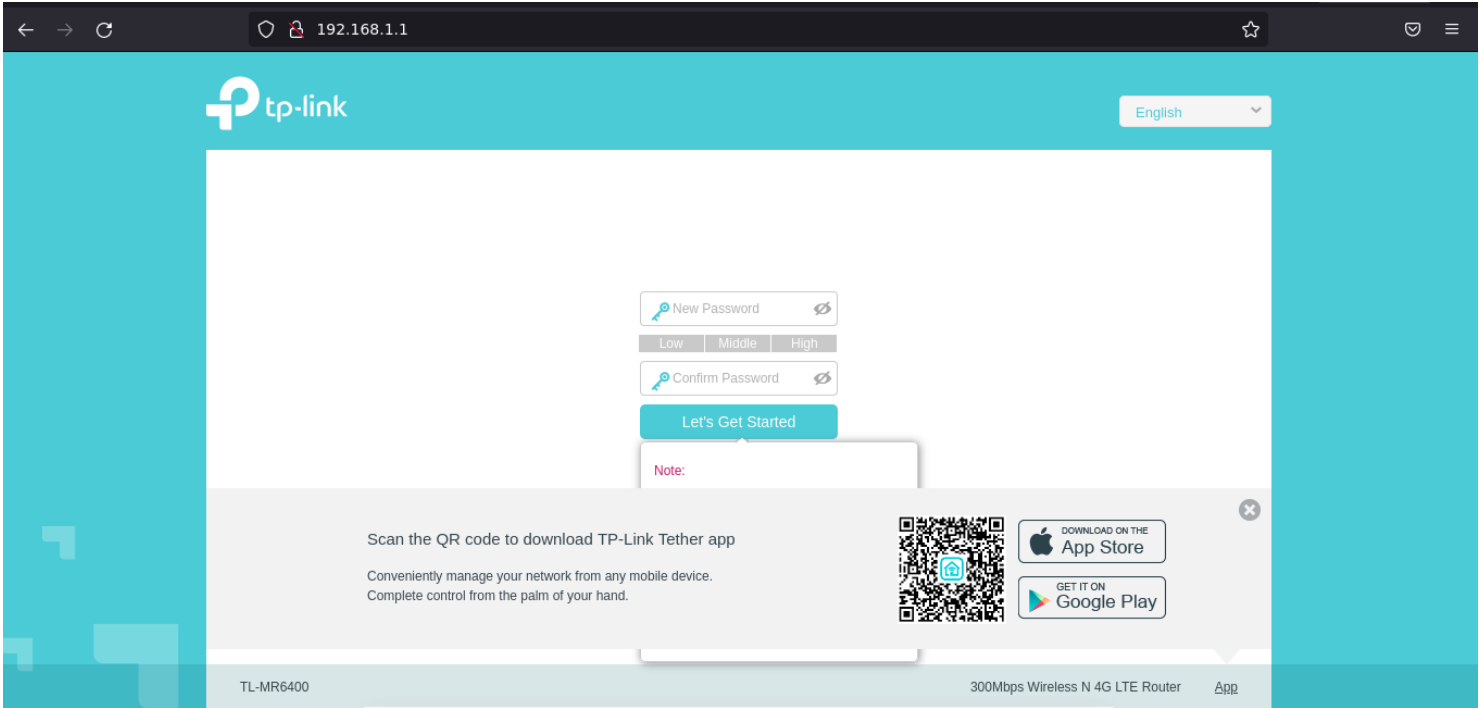 192.168.1.1
tp-link
English
New Password
Low Middle High
Confirm Password
Let's Get Started
Note:
Scan the QR code to download TP-Link Tether app
Conveniently manage your network from any mobile device.
Complete control from the palm of your hand.
DOWNLOAD ON THE
App Store
GET IT ON
Google Play
TL-MR6400
300Mbps Wireless N 4G LTE Router
App